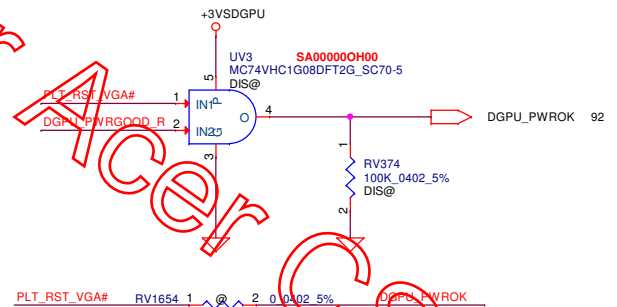 +3VSDGPU
UV3 SA00000OH00
MC74VHC1G08DFT2G_SC70-5
DIS@
5
PLT_RST_VGA# 1 IN1 P
O 4 DGPU_PWROK 92
DGPU_PWRGOOD_R 2 IN2 G
3
1
RV374
100K_0402_5%
DIS@
2
Acer
PLT_RST_VGA# RV1654 1 @ 2 0_0402_5% DGPU_PWROK